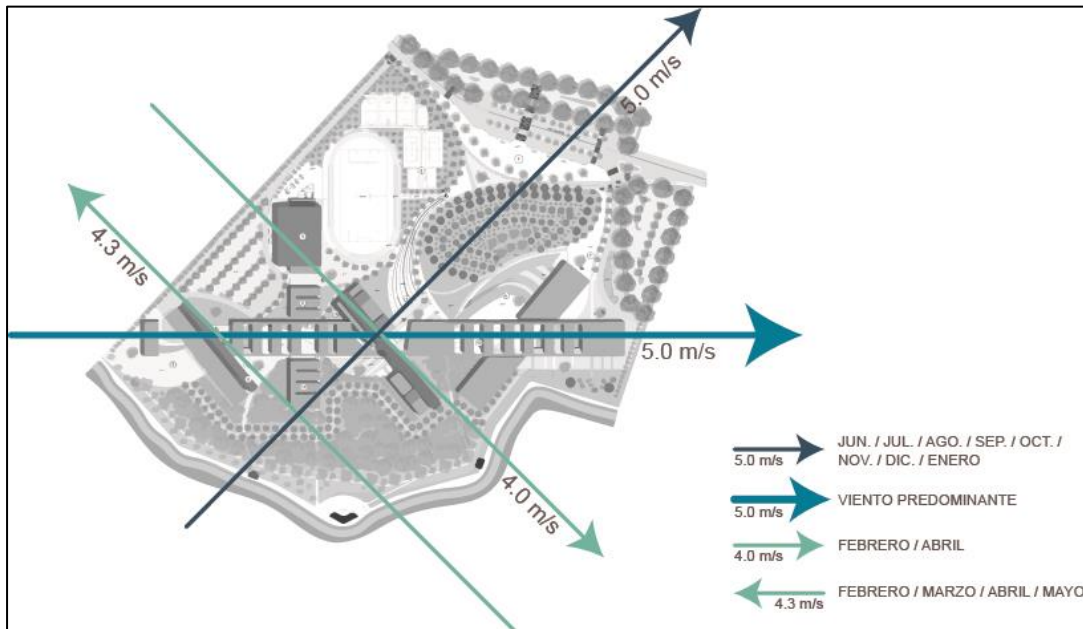 5.0 m/s
4.3 m/s
5.0 m/s
4.0 m/s
JUN. / JUL. / AGO. / SEP. / OCT. /
NOV. / DIC. / ENERO
5.0 m/s
VIENTO PREDOMINANTE
5.0 m/s
FEBRERO / ABRIL
4.0 m/s
FEBRERO / MARZO / ABRIL / MAYO
4.3 m/s